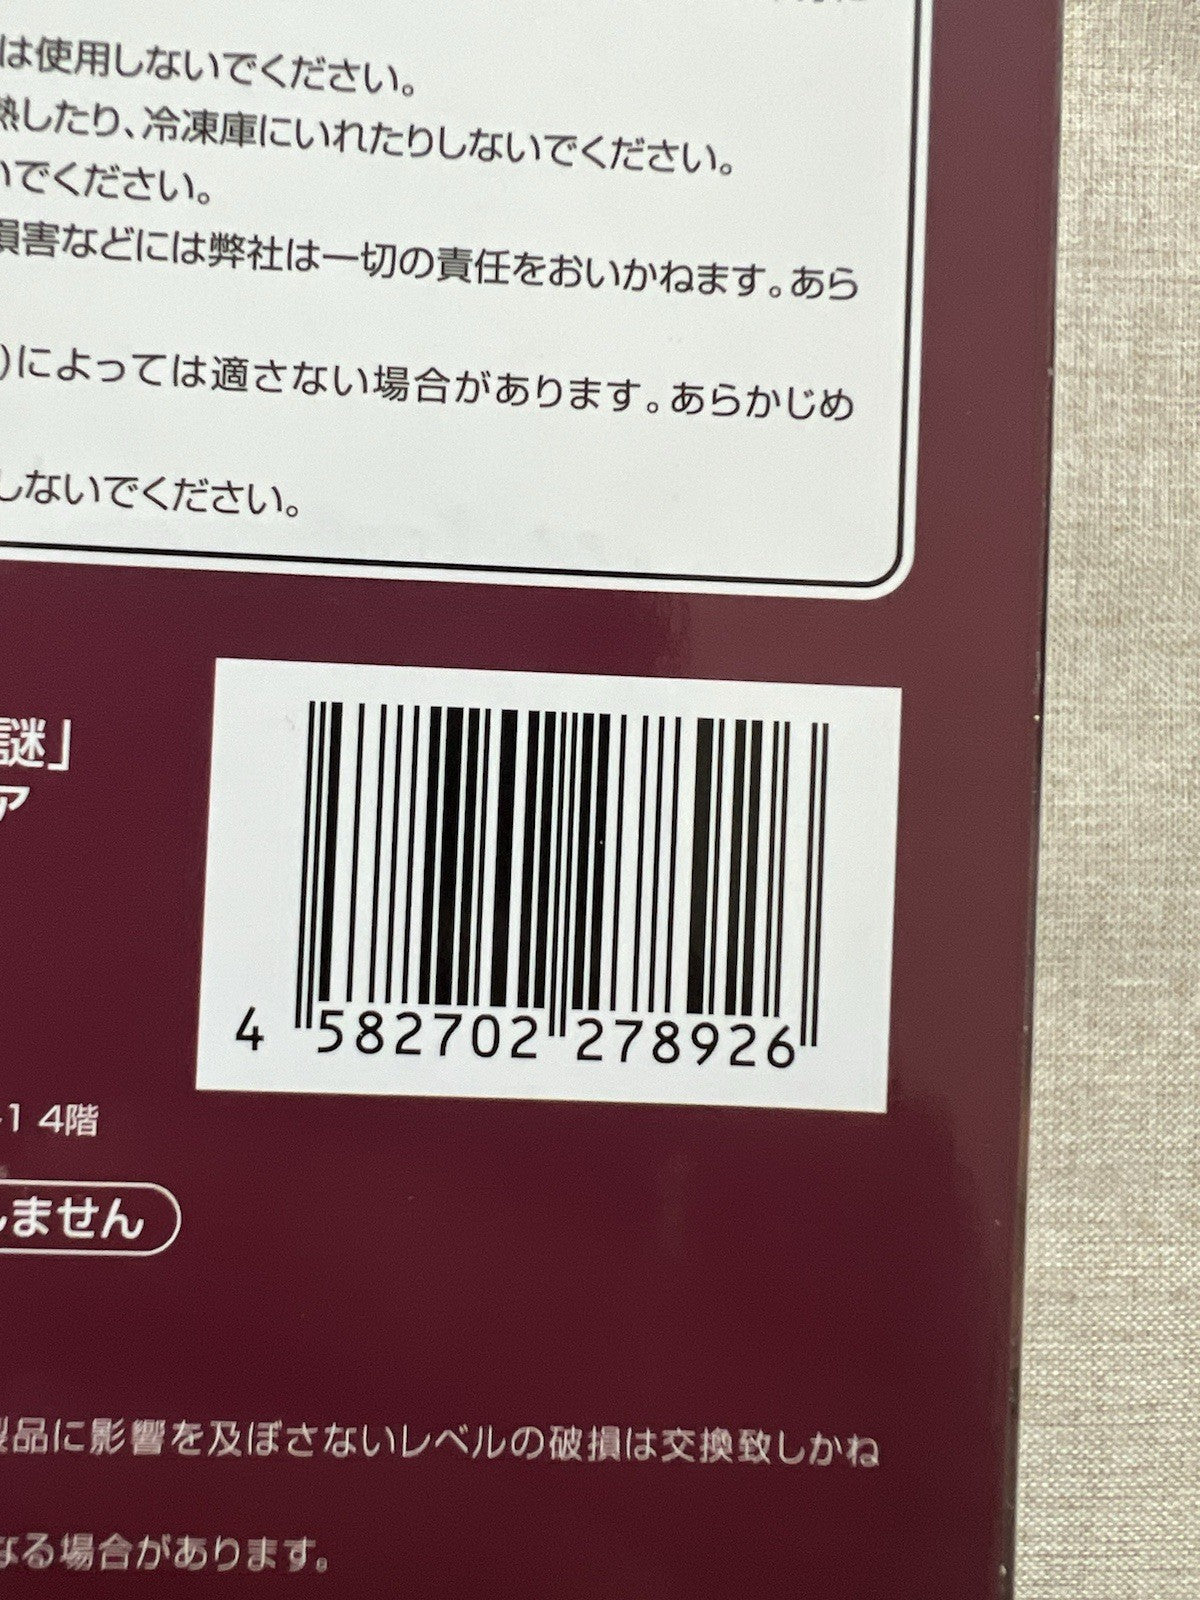 は使用しないでください。
熱したり、冷凍庫にいれたりしないでください。
いでください。
損害などには弊社は一切の責任をおいかねます。あら
)によっては適さない場合があります。あらかじめ
しないでください。
謎」
ア
4 582702 278926
-1 4階
しません
製品に影響を及ぼさないレベルの破損は交換致しかね
なる場合があります。